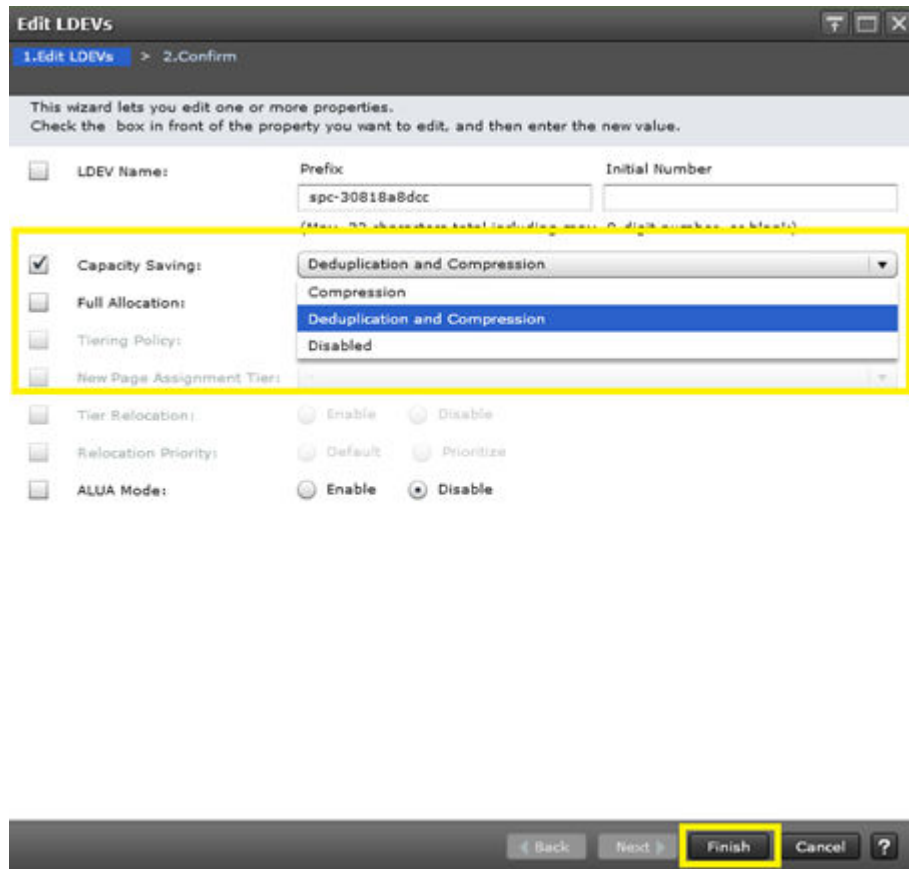 Edit LDEVs
1.Edit LDEVs > 2.Confirm
This wizard lets you edit one or more properties.
Check the box in front of the property you want to edit, and then enter the new value.
LDEV Name: Prefix Initial Number
spc-30818a8dcc
Capacity Saving: Deduplication and Compression
Compression
Full Allocation:
Deduplication and Compression
Tiering Policy:
Disabled
New Page Assignment Tier:
Tier Relocation: Enable Disable
Relocation Priority: Default Prioritize
ALUA Mode: Enable Disable
Back Next Finish Cancel ?